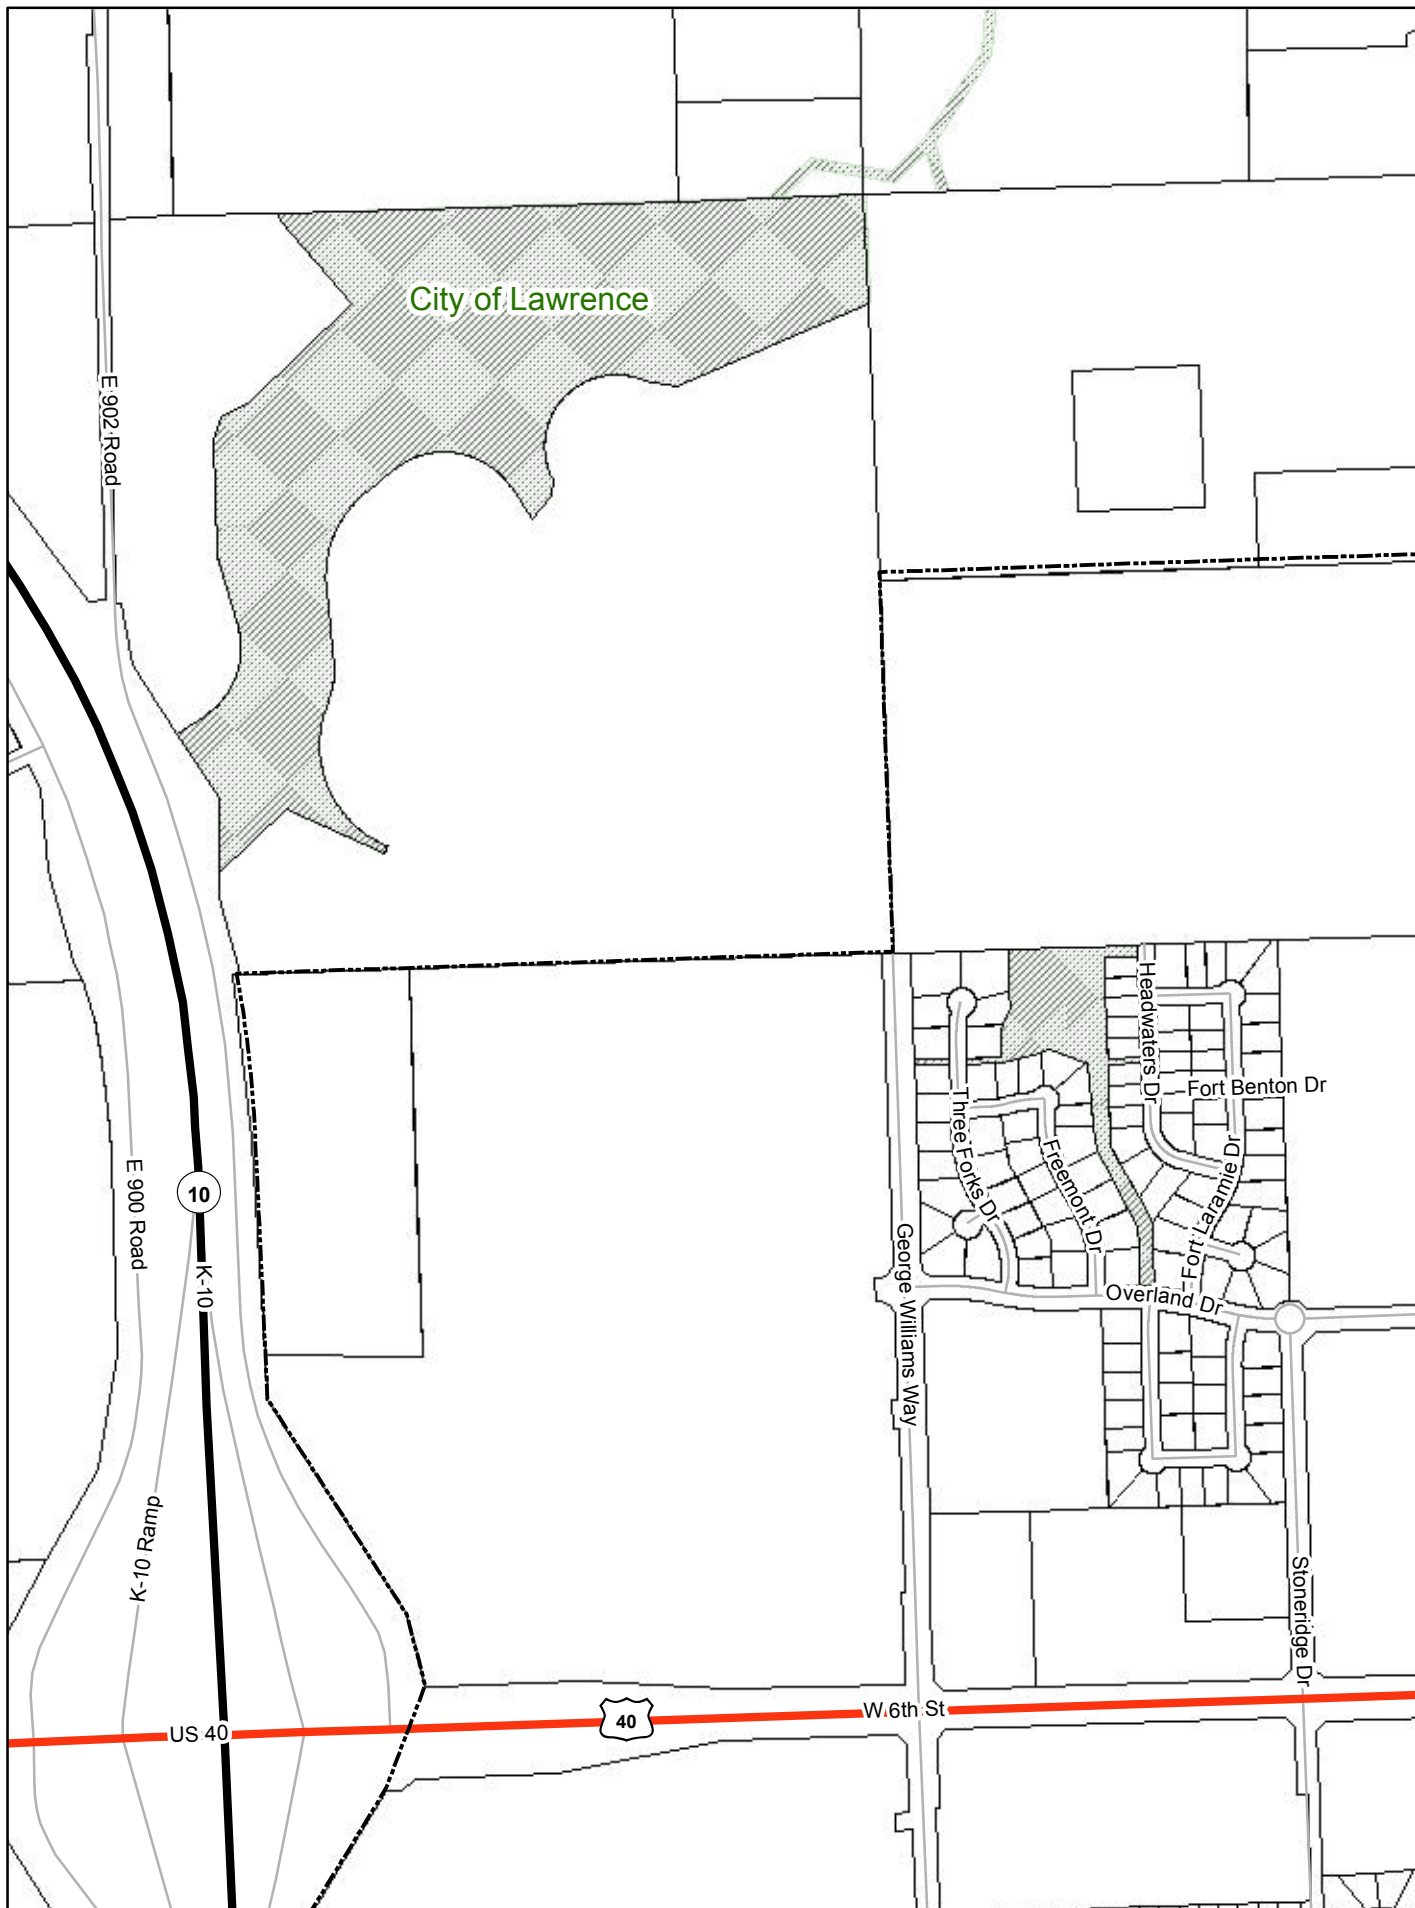 City of Lawrence
E 902 Road
Headwaters Dr
Fort Benton Dr
Three Forks Dr
Freemont Dr
Fort Laramie Dr
E 900 Road
10
K-10
George Williams Way
Overland Dr
K-10 Ramp
Stoneridge Dr
W 6th St
40
US 40